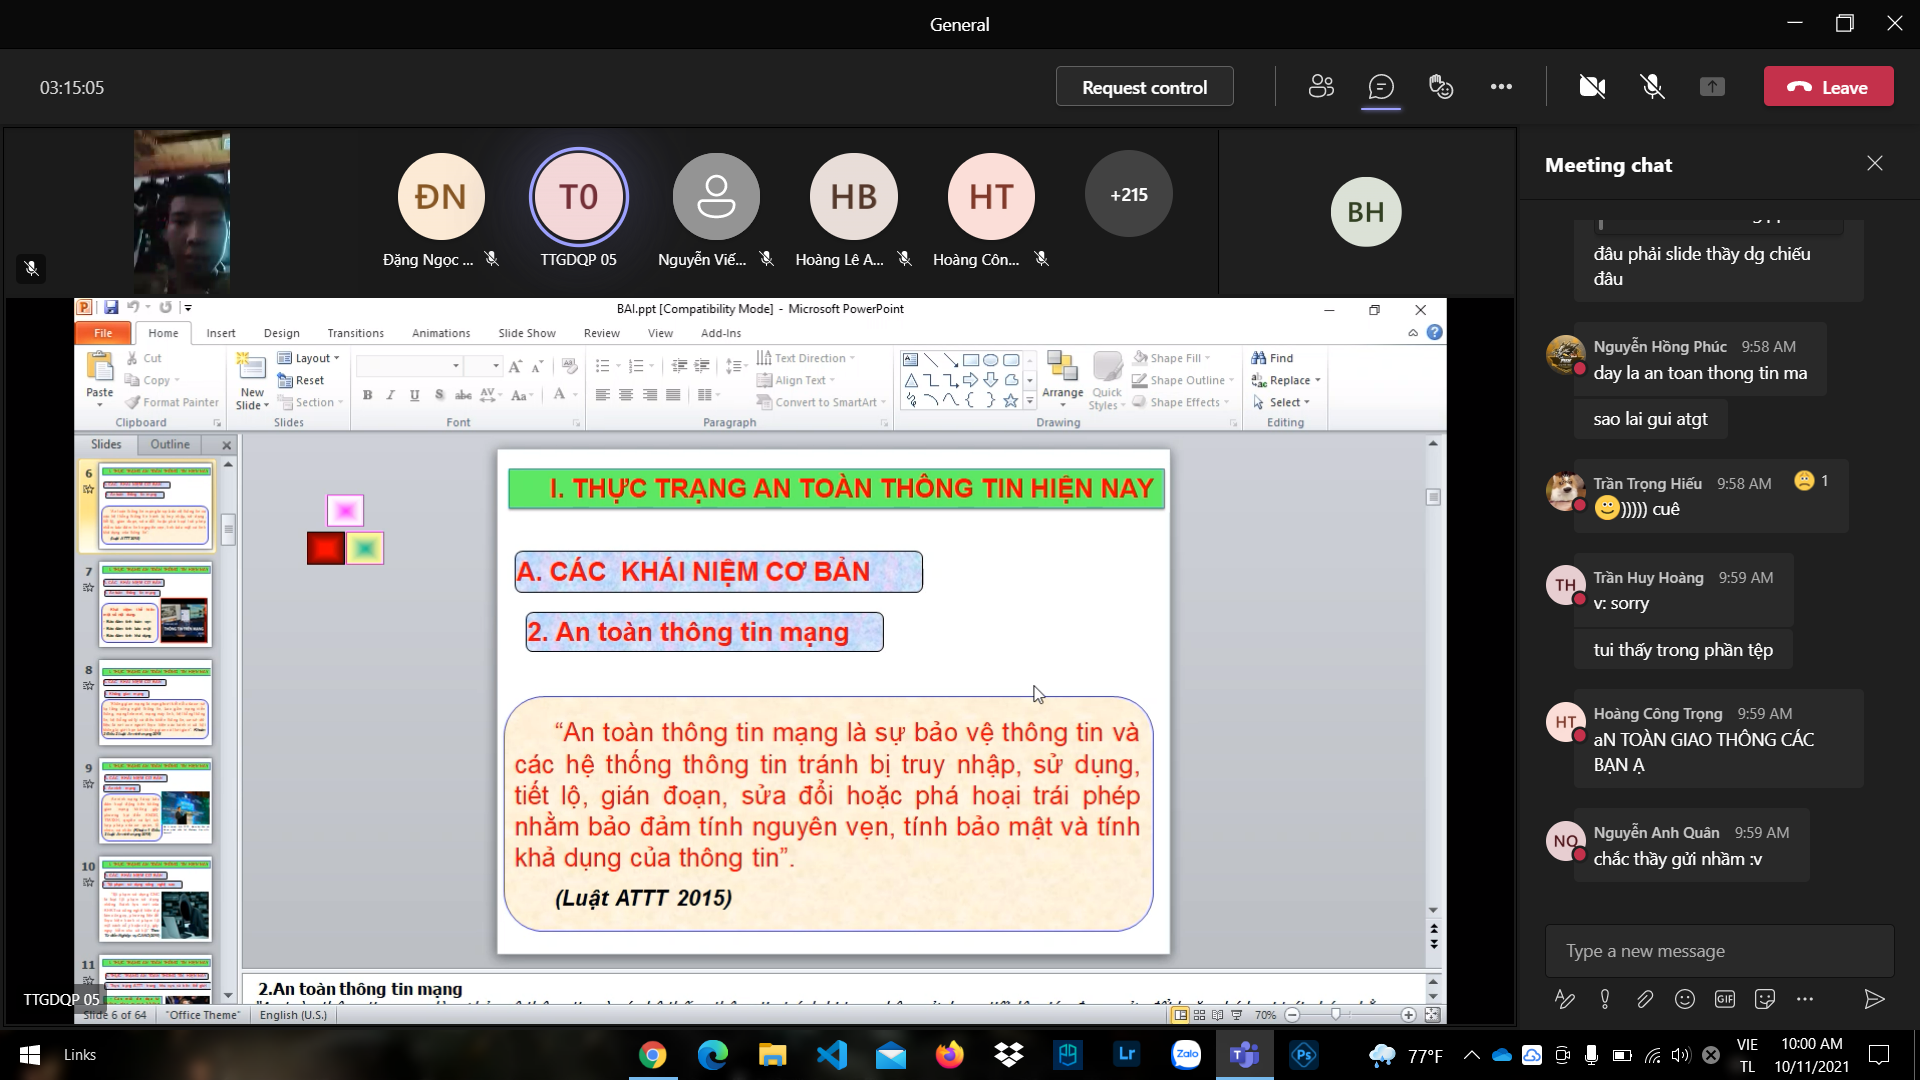 General
03:15:05
Request control
Leave
ĐN
T0
HB
HT
+215
BH
Đặng Ngọc ...
TTGDQP 05
Nguyễn Viế...
Hoàng Lê A...
Hoàng Côn...
BAI.ppt [Compatibility Mode] - Microsoft PowerPoint
File
Home
Insert
Design
Transitions
Animations
Slide Show
Review
View
Add-Ins
Paste
Cut
Copy
Format Painter
Clipboard
New Slide
Layout
Reset
Section
Slides
Font
Text Direction
Align Text
Convert to SmartArt
Paragraph
Arrange
Quick Styles
Shape Fill
Shape Outline
Shape Effects
Drawing
Find
Replace
Select
Editing
Slides
Outline
6
7
8
9
10
11
I. THỰC TRẠNG AN TOÀN THÔNG TIN HIỆN NAY
A. CÁC KHÁI NIỆM CƠ BẢN
2. An toàn thông tin mạng
“An toàn thông tin mạng là sự bảo vệ thông tin và
các hệ thống thông tin tránh bị truy nhập, sử dụng,
tiết lộ, gián đoạn, sửa đổi hoặc phá hoại trái phép
nhằm bảo đảm tính nguyên vẹn, tính bảo mật và tính
khả dụng của thông tin”.
(Luật ATTT 2015)
2.An toàn thông tin mạng
TTGDQP 05
Slide 6 of 64
"Office Theme"
English (U.S.)
70%
Meeting chat
đâu phải slide thầy dg chiếu
đâu
Nguyễn Hồng Phúc 9:58 AM
day la an toan thong tin ma
sao lai gui atgt
Trần Trọng Hiếu 9:58 AM
1
))))) cuê
TH
Trần Huy Hoàng 9:59 AM
v: sorry
tui thấy trong phần tệp
HT
Hoàng Công Trọng 9:59 AM
aN TOÀN GIAO THÔNG CÁC
BẠN Ạ
NQ
Nguyễn Anh Quân 9:59 AM
chắc thầy gửi nhầm :v
Type a new message
GIF
Links
Lr
Zalo
Ps
77°F
VIE
TL
10:00 AM
10/11/2021